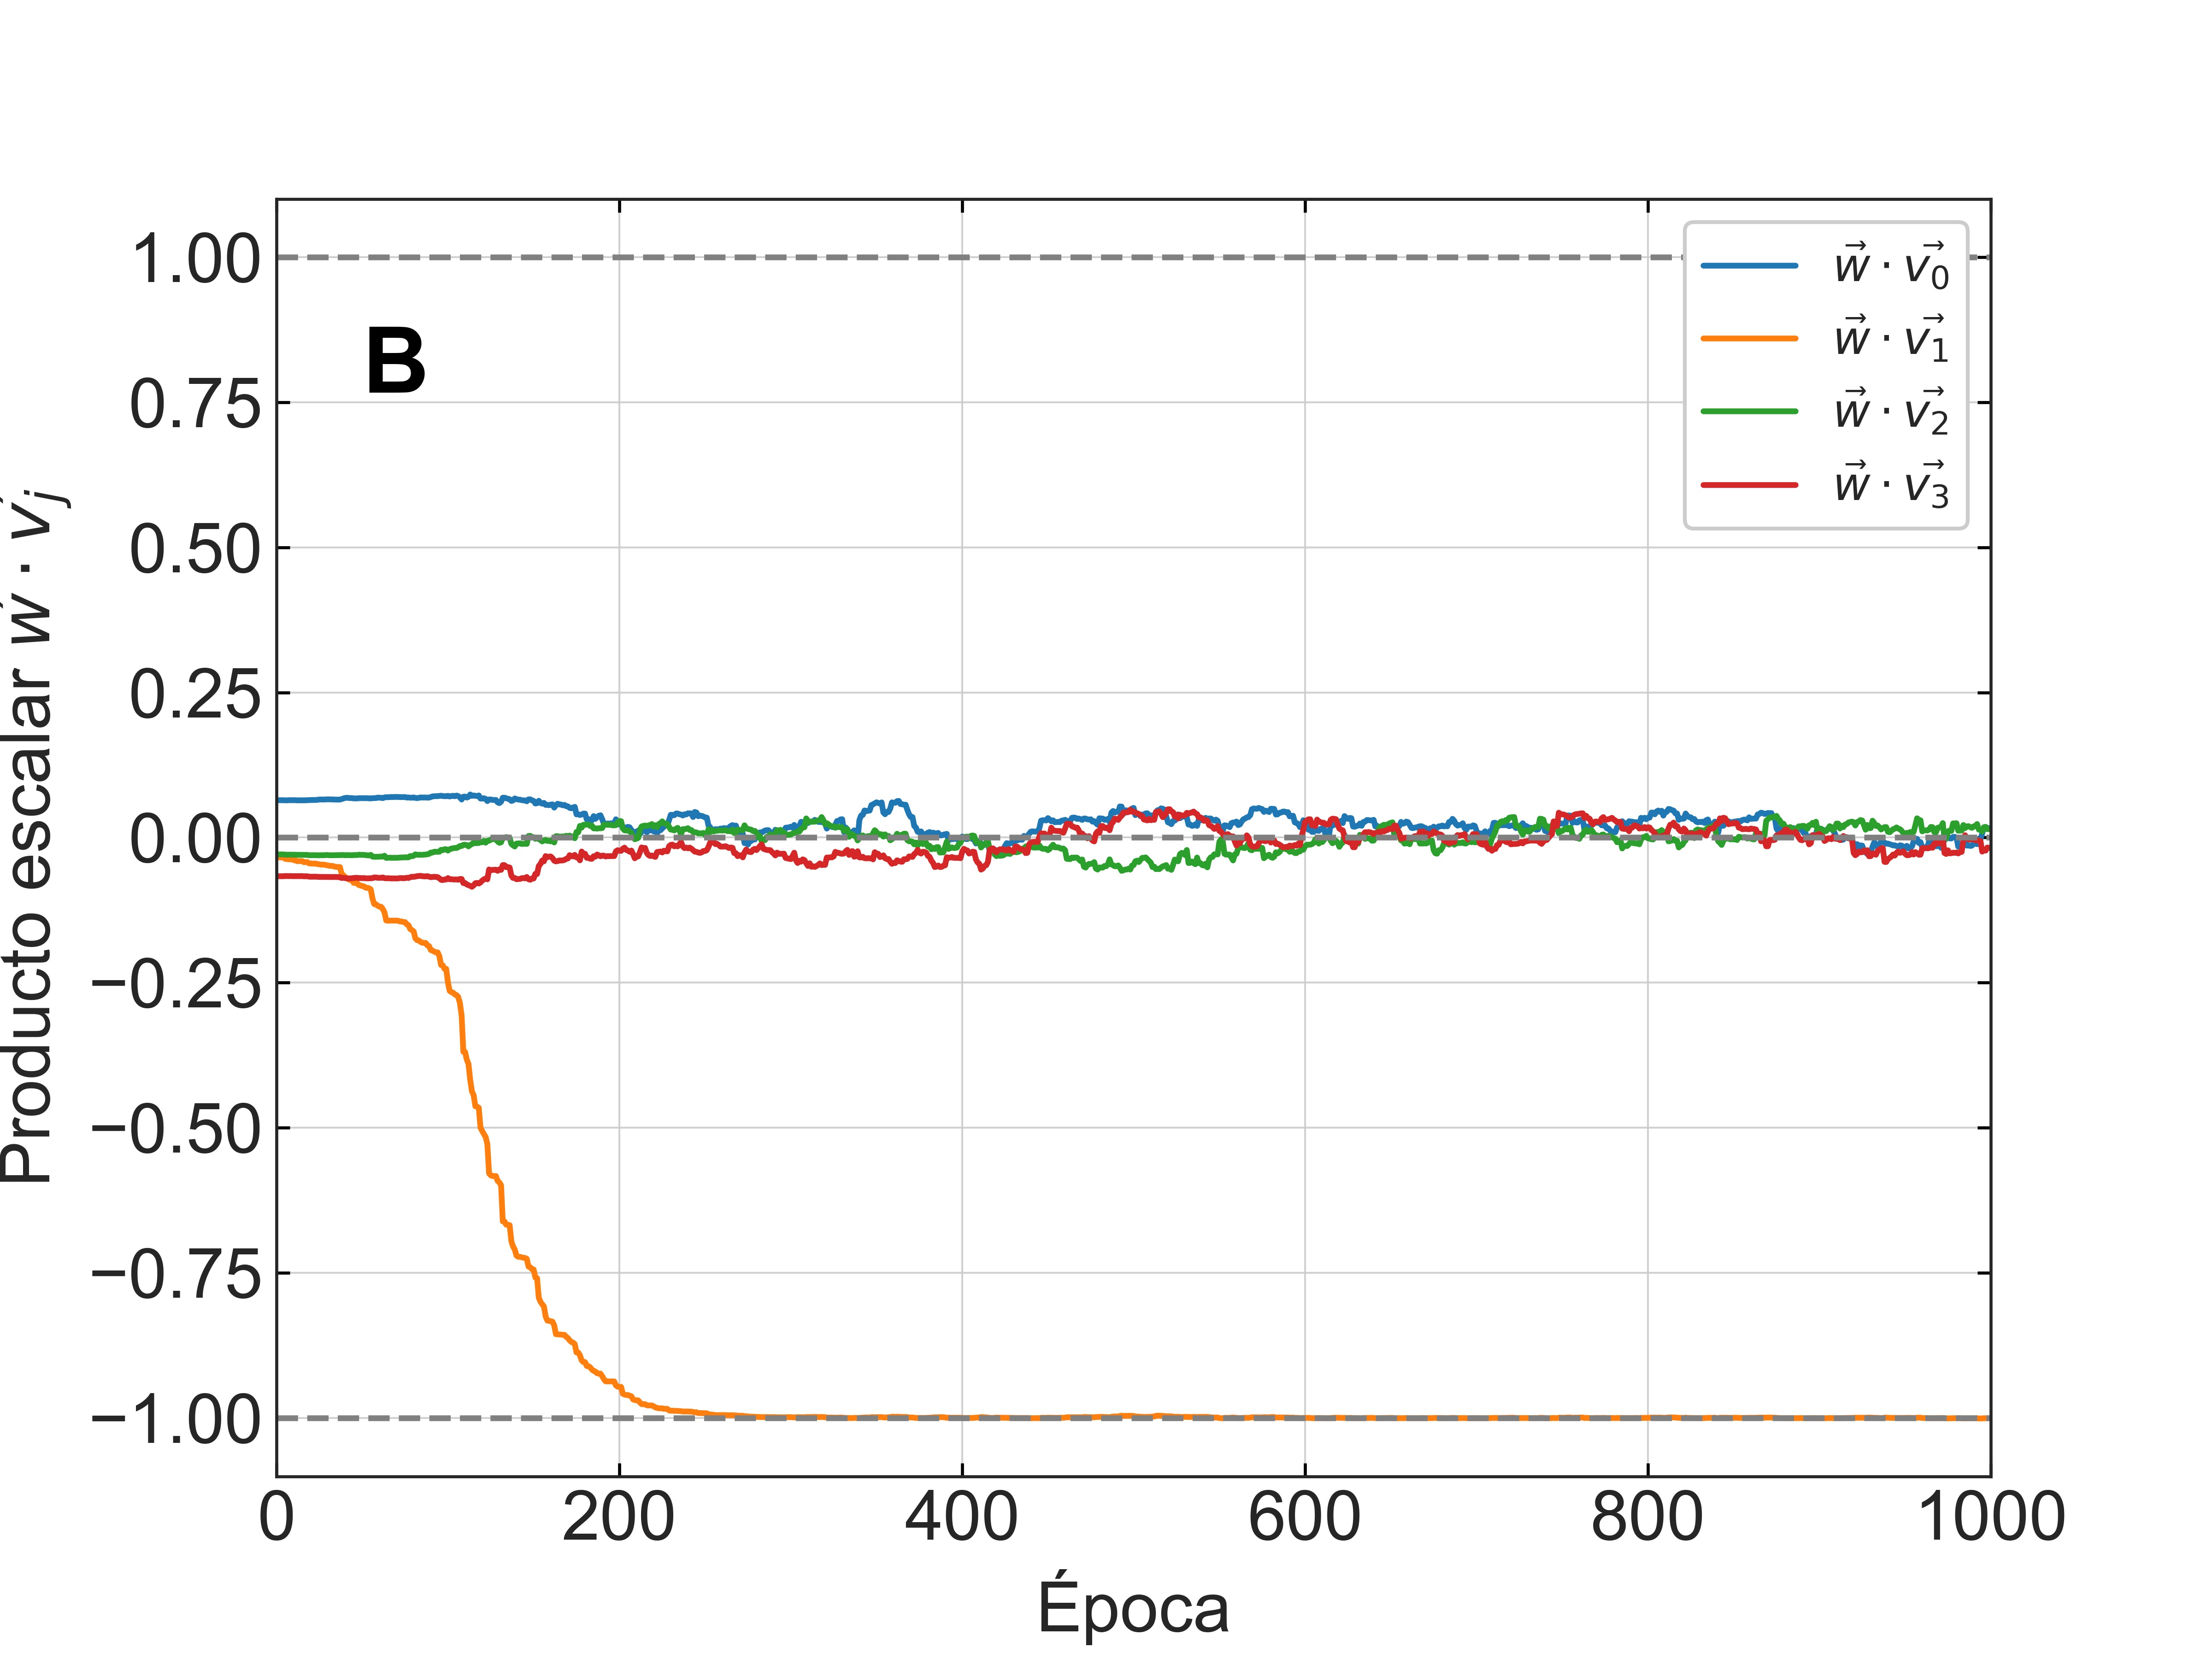 B
1.00
0.75
0.50
0.25
0.00
−0.25
−0.50
−0.75
−1.00
Producto escalar w⃗ · v⃗ⱼ
w⃗ · v⃗₀
w⃗ · v⃗₁
w⃗ · v⃗₂
w⃗ · v⃗₃
0 200 400 600 800 1000
Época